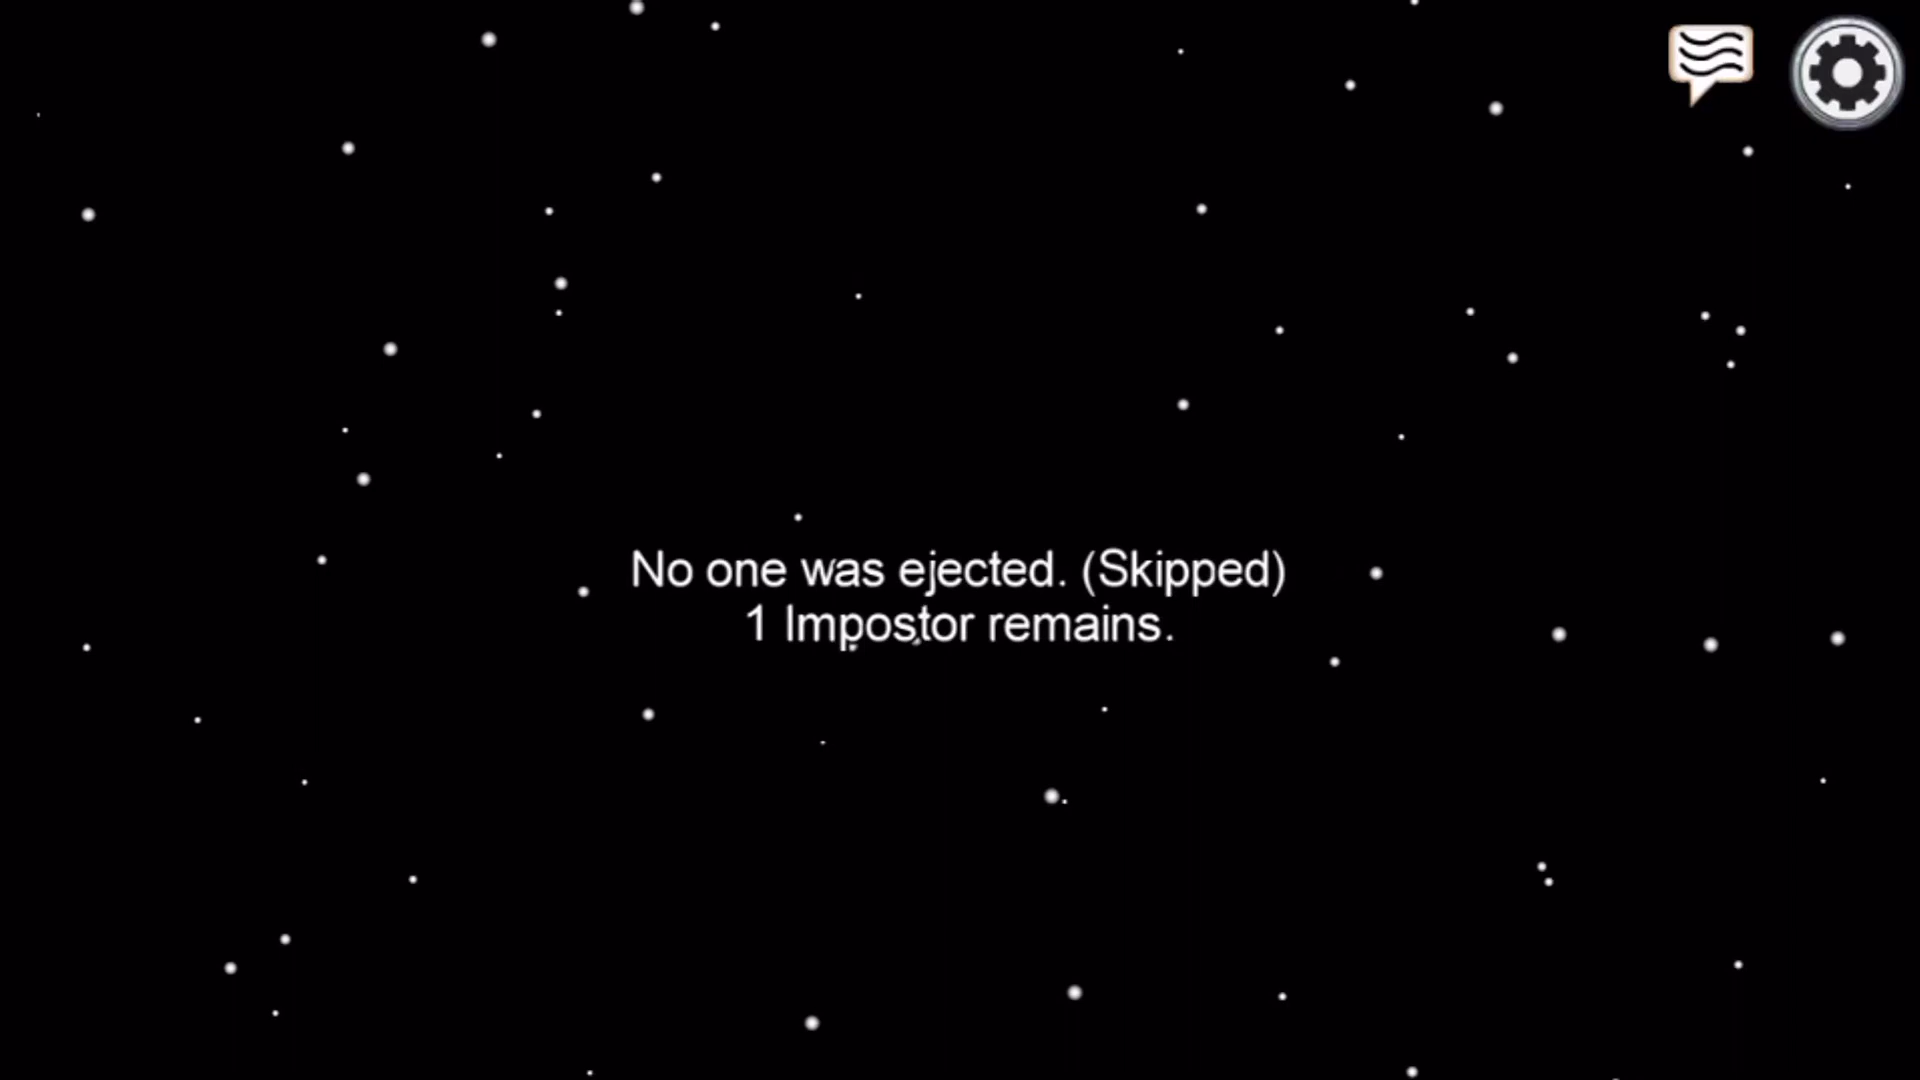 No one was ejected. (Skipped)
1 Impostor remains.